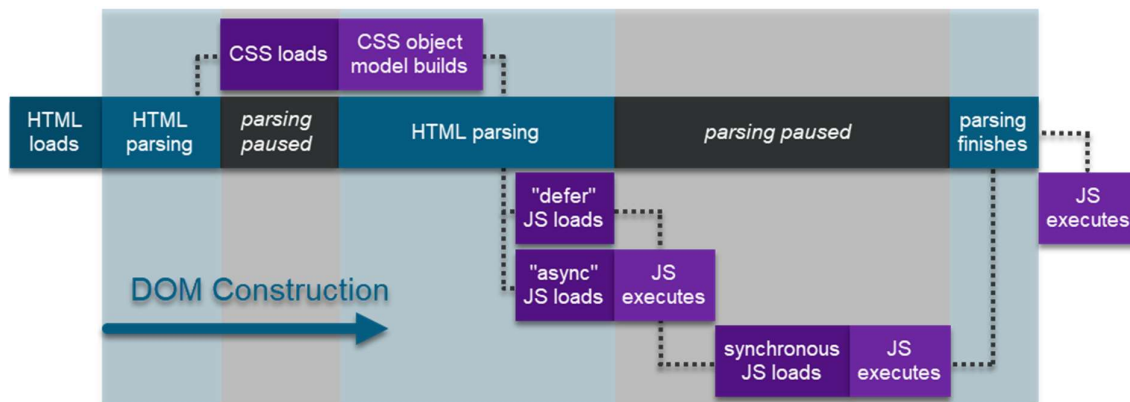 CSS loads
CSS object
model builds
HTML
loads
HTML
parsing
parsing
paused
HTML parsing
parsing paused
parsing
finishes
"defer"
JS loads
JS
executes
"async"
JS loads
JS
executes
DOM Construction
synchronous
JS loads
JS
executes